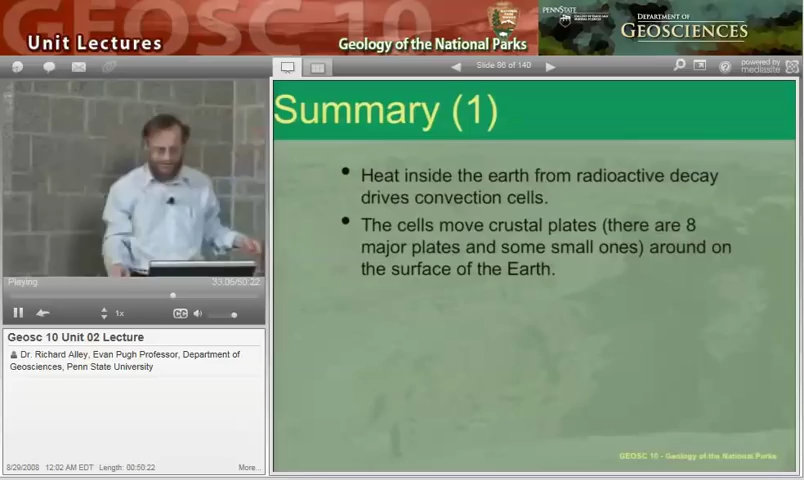 GEOSC 10
Unit Lectures
Geology of the National Parks
PENNSTATE
DEPARTMENT OF
GEOSCIENCES
Slide 86 of 140
powered by
mediasite
Summary (1)
• Heat inside the earth from radioactive decay
drives convection cells.
• The cells move crustal plates (there are 8
major plates and some small ones) around on
the surface of the Earth.
GEOSC 10 - Geology of the National Parks
Playing
33:05/50:22
1x
CC
Geosc 10 Unit 02 Lecture
Dr. Richard Alley, Evan Pugh Professor, Department of
Geosciences, Penn State University
8/29/2008 12:02 AM EDT Length: 00:50:22
More...